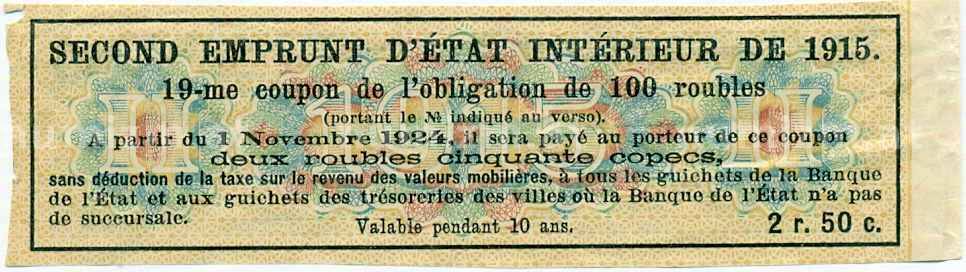 SECOND EMPRUNT D'ÉTAT INTÉRIEUR DE 1915.
19-me coupon de l'obligation de 100 roubles
(portant le № indiqué au verso).
A partir du 1 Novembre 1924, il sera payé au porteur de ce coupon
deux roubles cinquante copecs,
sans déduction de la taxe sur le revenu des valeurs mobilières, à tous les guichets de la Banque
de l'État et aux guichets des trésoreries des villes où la Banque de l'État n'a pas
de succursale.
Valable pendant 10 ans.
2 r. 50 c.